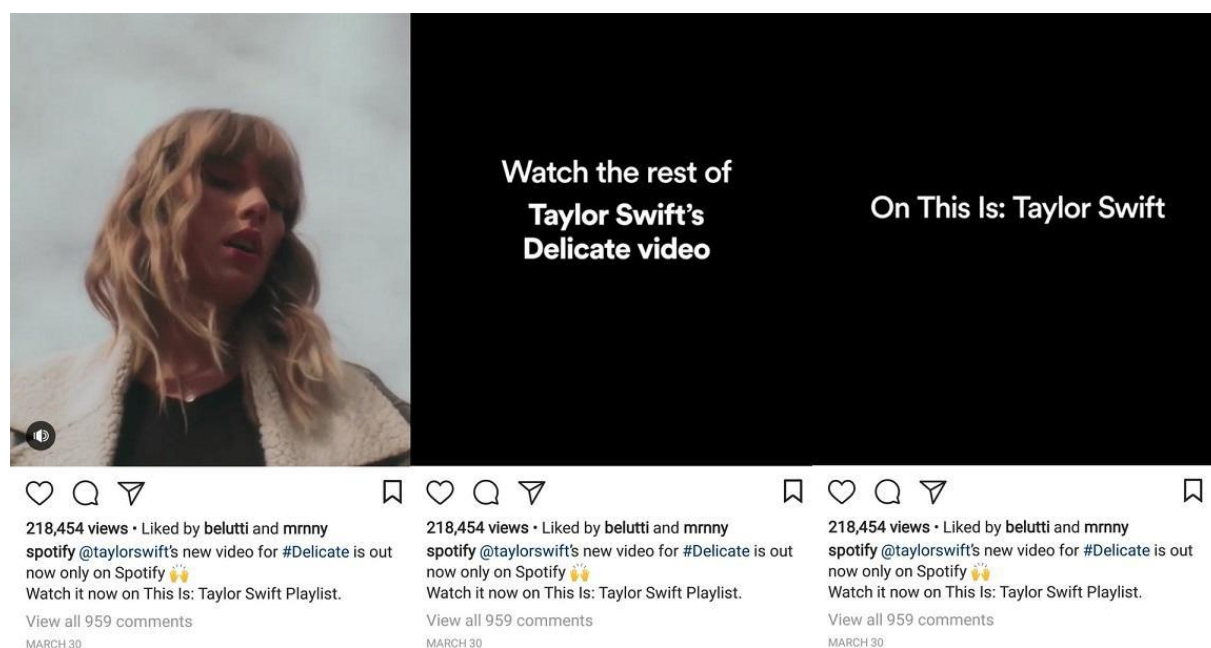 Watch the rest of
Taylor Swift's
Delicate video
On This Is: Taylor Swift
218,454 views • Liked by belutti and mrnny
spotify @taylorswift's new video for #Delicate is out
now only on Spotify 🙌
Watch it now on This Is: Taylor Swift Playlist.
View all 959 comments
MARCH 30
218,454 views • Liked by belutti and mrnny
spotify @taylorswift's new video for #Delicate is out
now only on Spotify 🙌
Watch it now on This Is: Taylor Swift Playlist.
View all 959 comments
MARCH 30
218,454 views • Liked by belutti and mrnny
spotify @taylorswift's new video for #Delicate is out
now only on Spotify 🙌
Watch it now on This Is: Taylor Swift Playlist.
View all 959 comments
MARCH 30